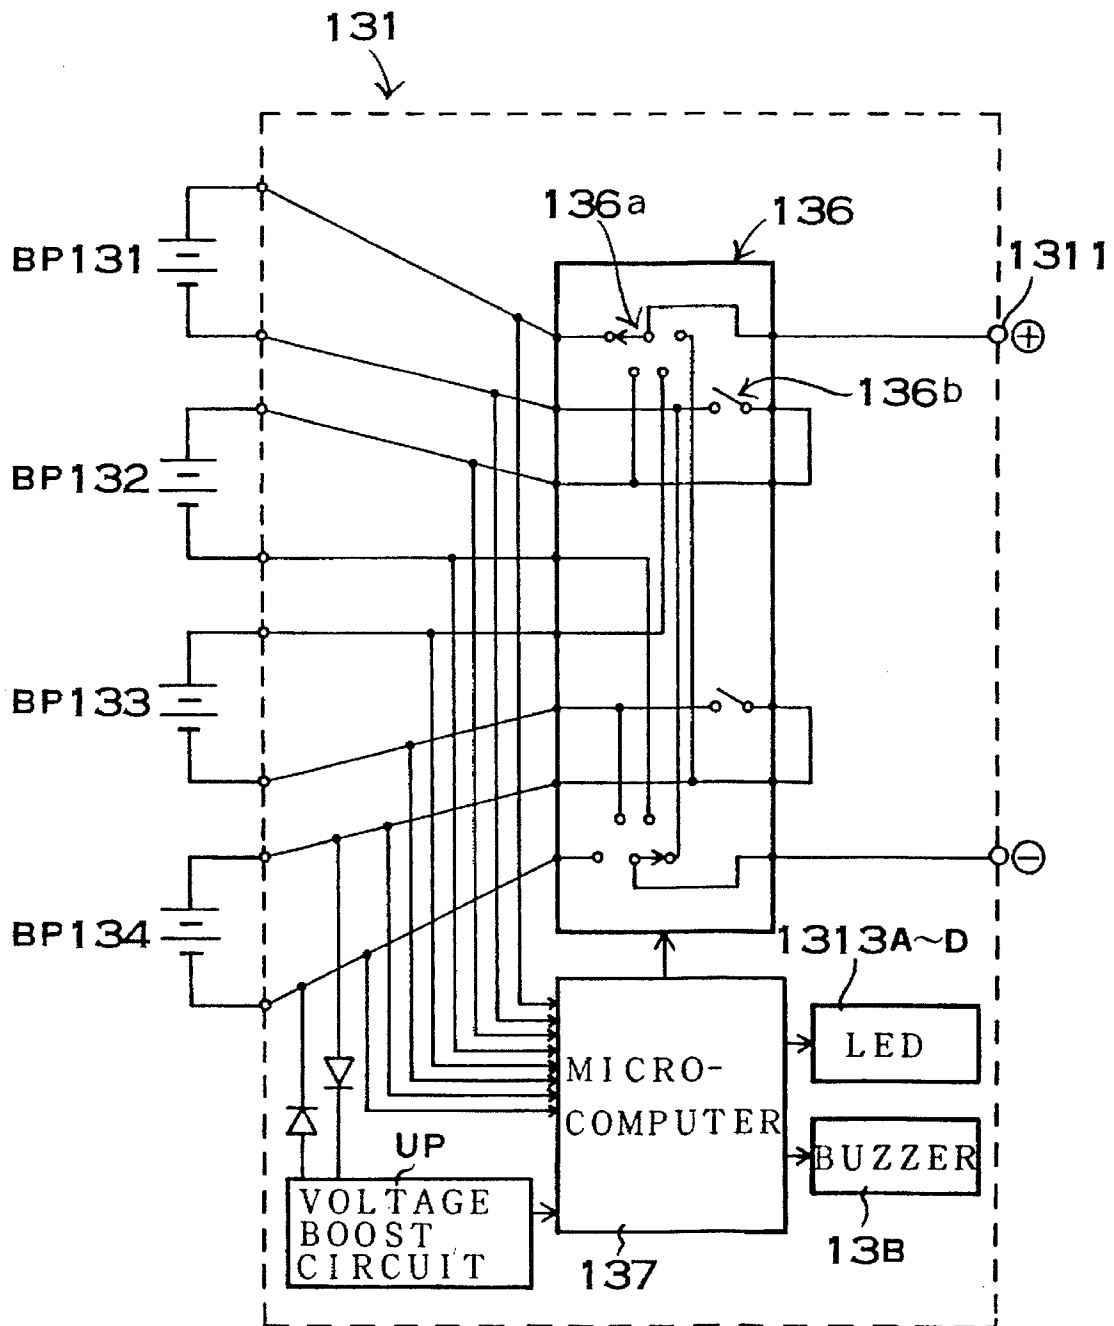 131
136a
136
BP131
1311
⊕
136b
BP132
BP133
BP134
⊖
1313A~D
LED
MICRO-
COMPUTER
UP
BUZZER
VOLTAGE
BOOST
CIRCUIT
137
13B